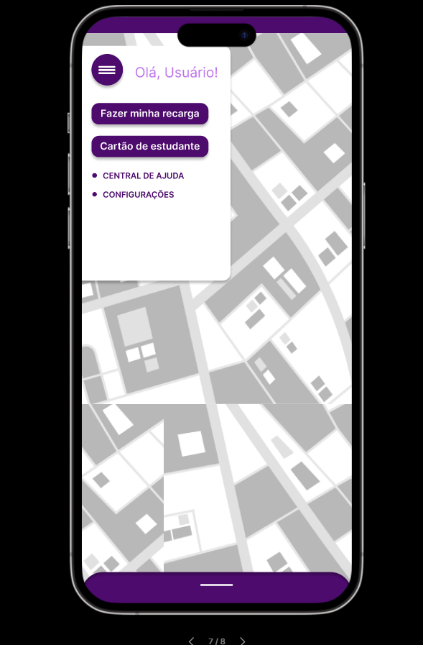 Olá, Usuário!
Fazer minha recarga
Cartão de estudante
CENTRAL DE AJUDA
CONFIGURAÇÕES
7 / 8